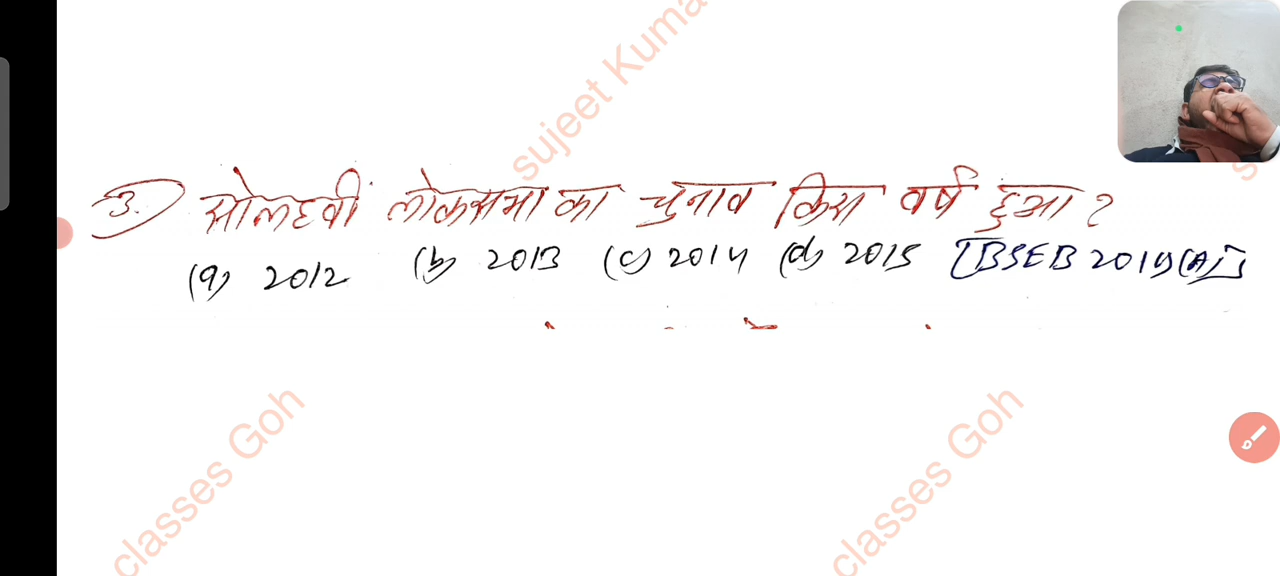 sujeet Kuma
3. सोलहवीं लोकसभा का चुनाव किस वर्ष हुआ?
(a) 2012 (b) 2013 (c) 2014 (d) 2015 [BSEB 2019(A)]
classes Goh
classes Goh